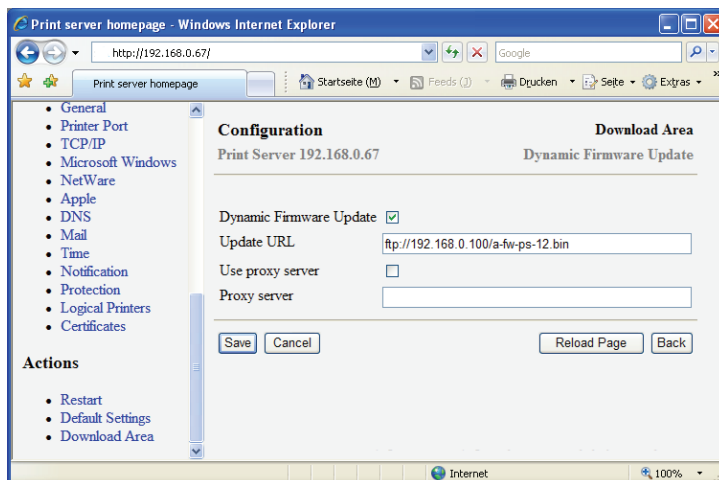 Print server homepage - Windows Internet Explorer
http://192.168.0.67/
Google
Print server homepage
Startseite (M)
Feeds (J)
Drucken
Seite
Extras
»
General
Printer Port
TCP/IP
Microsoft Windows
NetWare
Apple
DNS
Mail
Time
Notification
Protection
Logical Printers
Certificates
Actions
Restart
Default Settings
Download Area
Configuration
Download Area
Print Server 192.168.0.67
Dynamic Firmware Update
Dynamic Firmware Update
Update URL
ftp://192.168.0.100/a-fw-ps-12.bin
Use proxy server
Proxy server
Save
Cancel
Reload Page
Back
Internet
100%